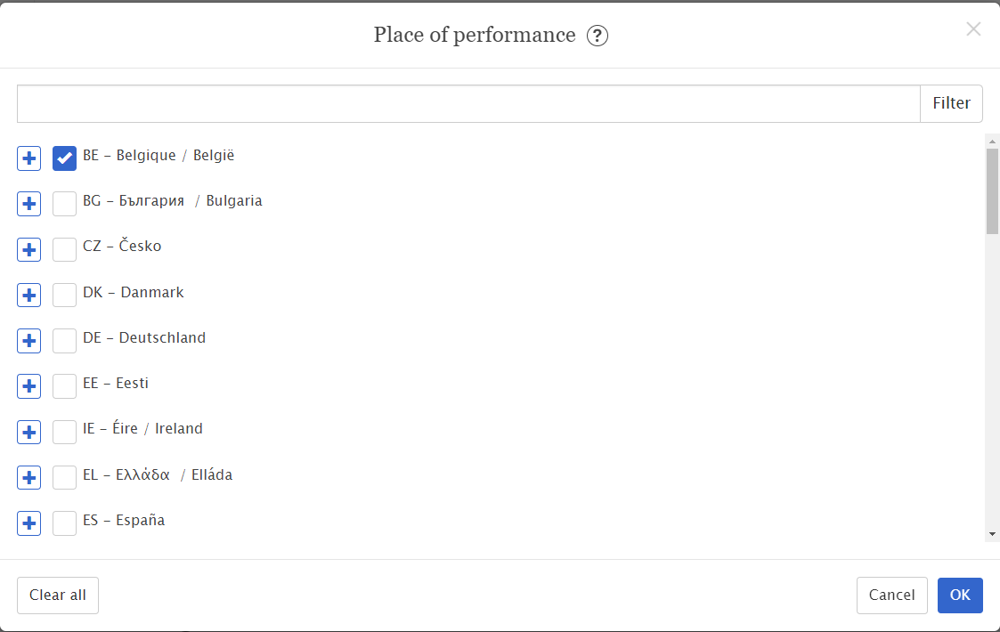 Place of performance ?
Filter
BE – Belgique / België
BG – България / Bulgaria
CZ – Česko
DK – Danmark
DE – Deutschland
EE – Eesti
IE – Éire / Ireland
EL – Ελλάδα / Elláda
ES – España
Clear all
Cancel
OK